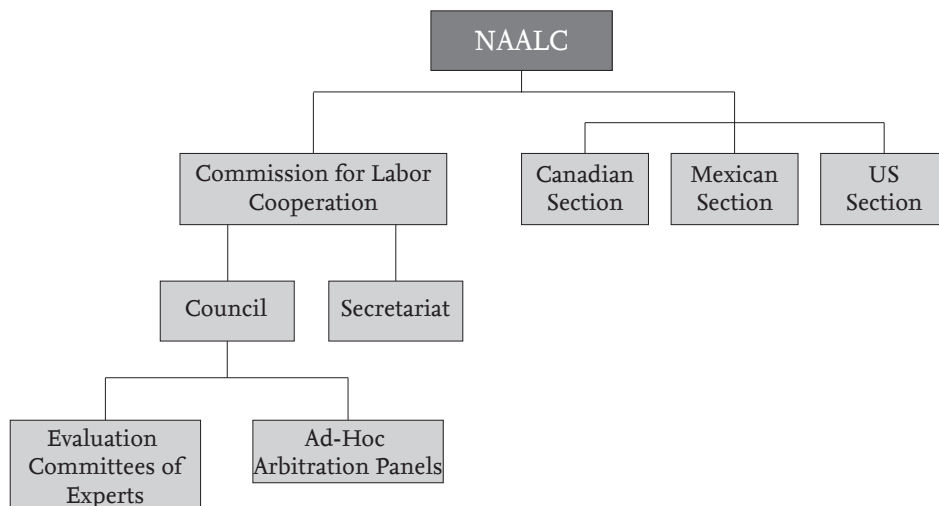 NAALC
Commission for Labor
Cooperation
Canadian
Section
Mexican
Section
US
Section
Council
Secretariat
Evaluation
Committees of
Experts
Ad-Hoc
Arbitration Panels